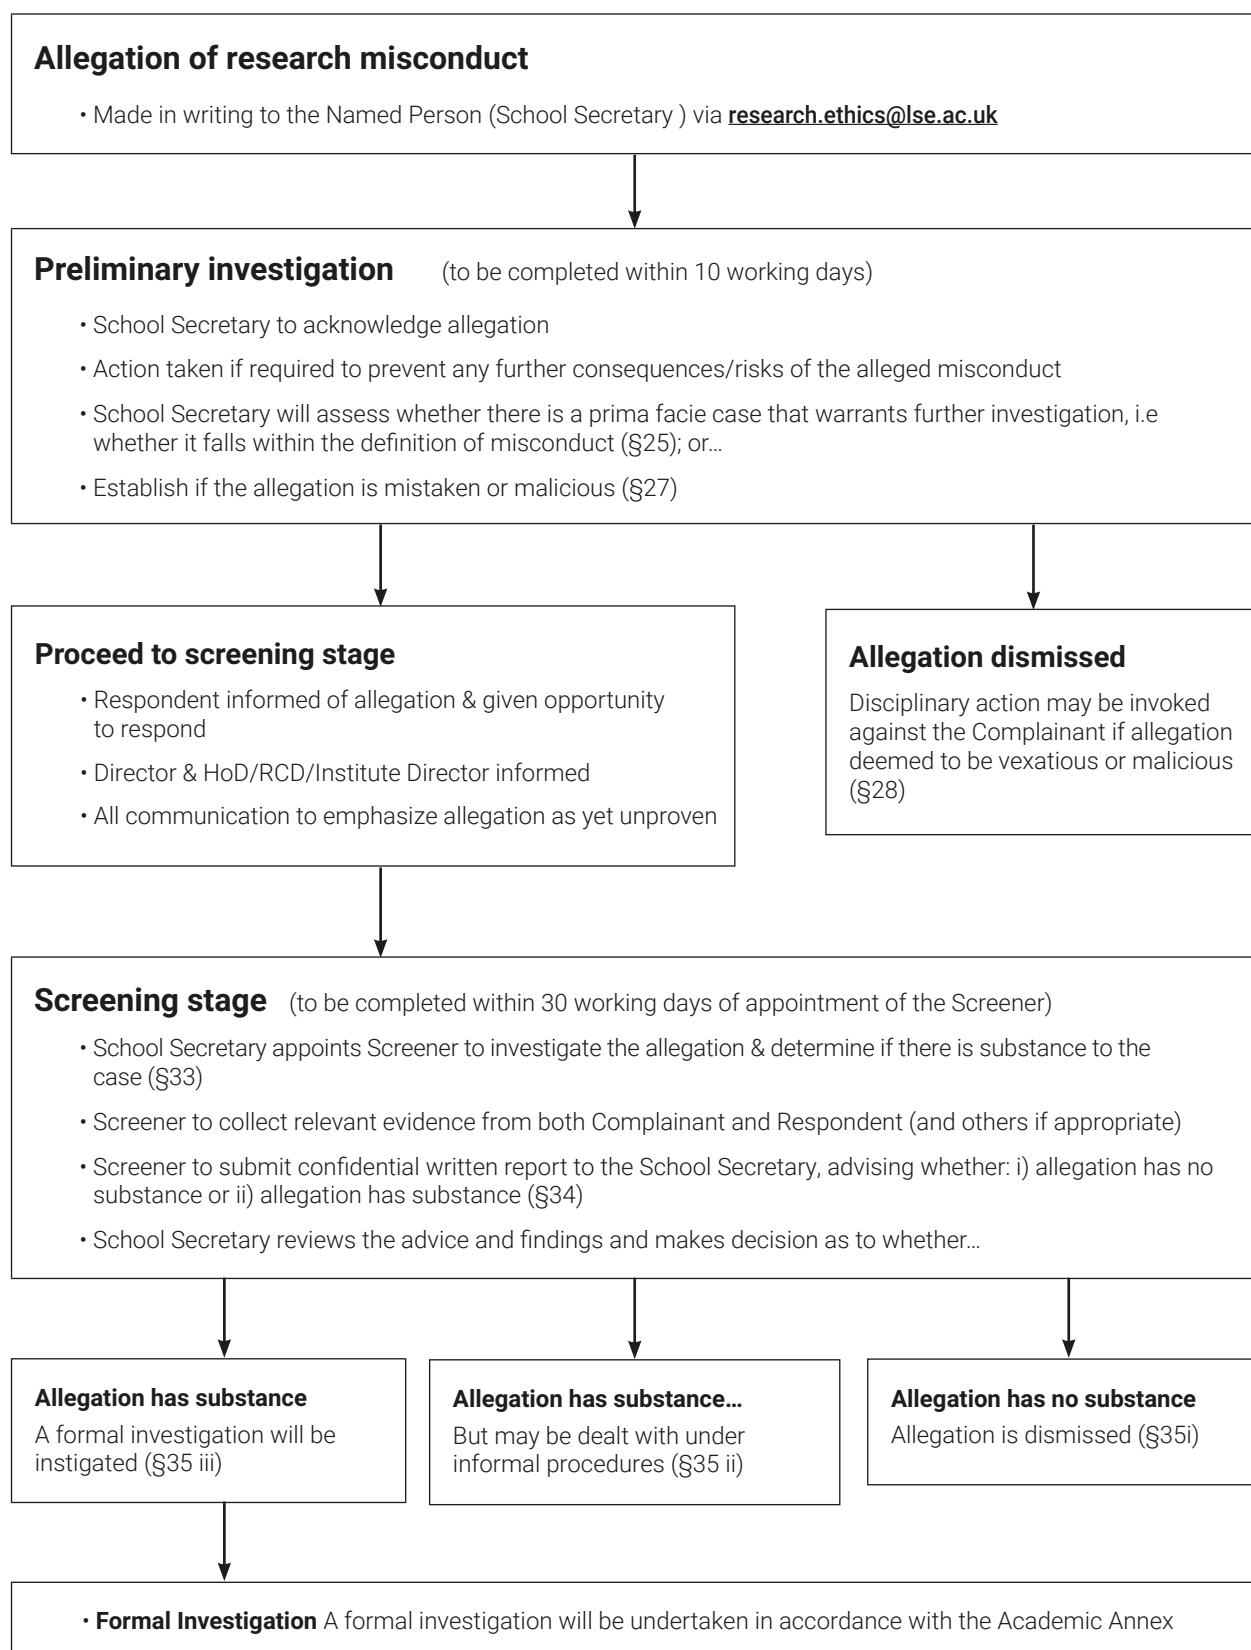 Allegation of research misconduct
• Made in writing to the Named Person (School Secretary ) via research.ethics@lse.ac.uk
Preliminary investigation (to be completed within 10 working days)
• School Secretary to acknowledge allegation
• Action taken if required to prevent any further consequences/risks of the alleged misconduct
• School Secretary will assess whether there is a prima facie case that warrants further investigation, i.e
whether it falls within the definition of misconduct (§25); or…
• Establish if the allegation is mistaken or malicious (§27)
Proceed to screening stage
• Respondent informed of allegation & given opportunity
to respond
• Director & HoD/RCD/Institute Director informed
• All communication to emphasize allegation as yet unproven
Allegation dismissed
Disciplinary action may be invoked
against the Complainant if allegation
deemed to be vexatious or malicious
(§28)
Screening stage (to be completed within 30 working days of appointment of the Screener)
• School Secretary appoints Screener to investigate the allegation & determine if there is substance to the
case (§33)
• Screener to collect relevant evidence from both Complainant and Respondent (and others if appropriate)
• Screener to submit confidential written report to the School Secretary, advising whether: i) allegation has no
substance or ii) allegation has substance (§34)
• School Secretary reviews the advice and findings and makes decision as to whether…
Allegation has substance
A formal investigation will be
instigated (§35 iii)
Allegation has substance…
But may be dealt with under
informal procedures (§35 ii)
Allegation has no substance
Allegation is dismissed (§35i)
• Formal Investigation A formal investigation will be undertaken in accordance with the Academic Annex